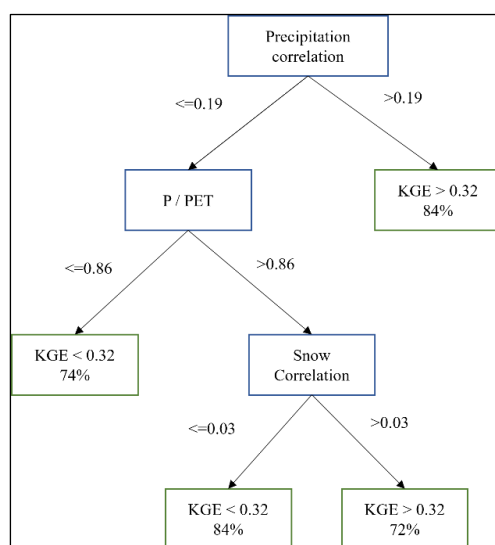 Precipitation
correlation
<=0.19
>0.19
P / PET
KGE > 0.32
84%
<=0.86
>0.86
KGE < 0.32
74%
Snow
Correlation
<=0.03
>0.03
KGE < 0.32
84%
KGE > 0.32
72%